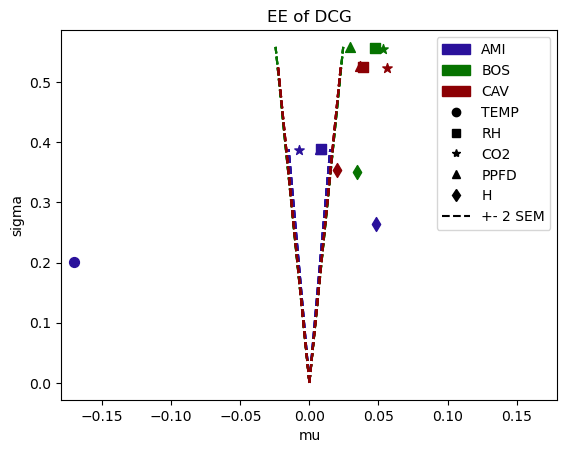 EE of DCG
AMI
BOS
CAV
TEMP
RH
CO2
PPFD
H
+- 2 SEM
sigma
0.5
0.4
0.3
0.2
0.1
0.0
−0.15 −0.10 −0.05 0.00 0.05 0.10 0.15
mu